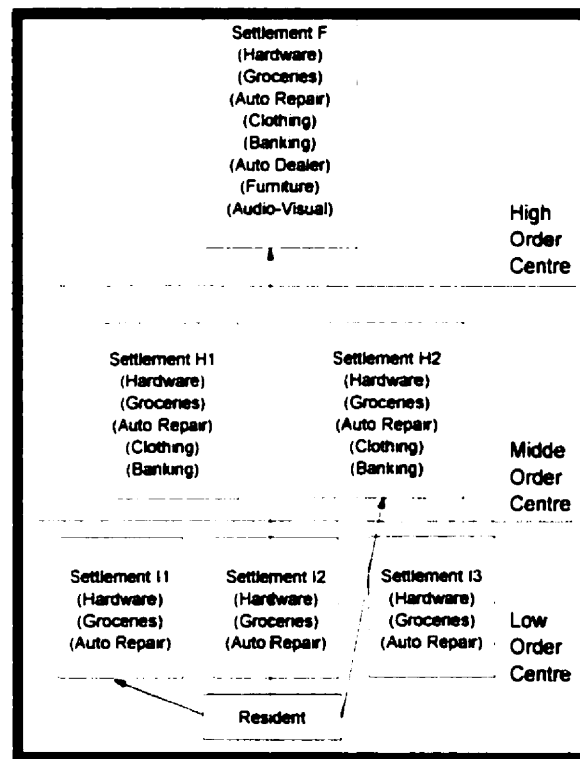 Settlement F
(Hardware)
(Groceries)
(Auto Repair)
(Clothing)
(Banking)
(Auto Dealer)
(Furniture)
(Audio-Visual)
High
Order
Centre
Settlement H1
(Hardware)
(Groceries)
(Auto Repair)
(Clothing)
(Banking)
Settlement H2
(Hardware)
(Groceries)
(Auto Repair)
(Clothing)
(Banking)
Midde
Order
Centre
Settlement I1
(Hardware)
(Groceries)
(Auto Repair)
Settlement I2
(Hardware)
(Groceries)
(Auto Repair)
Settlement I3
(Hardware)
(Groceries)
(Auto Repair)
Low
Order
Centre
Resident